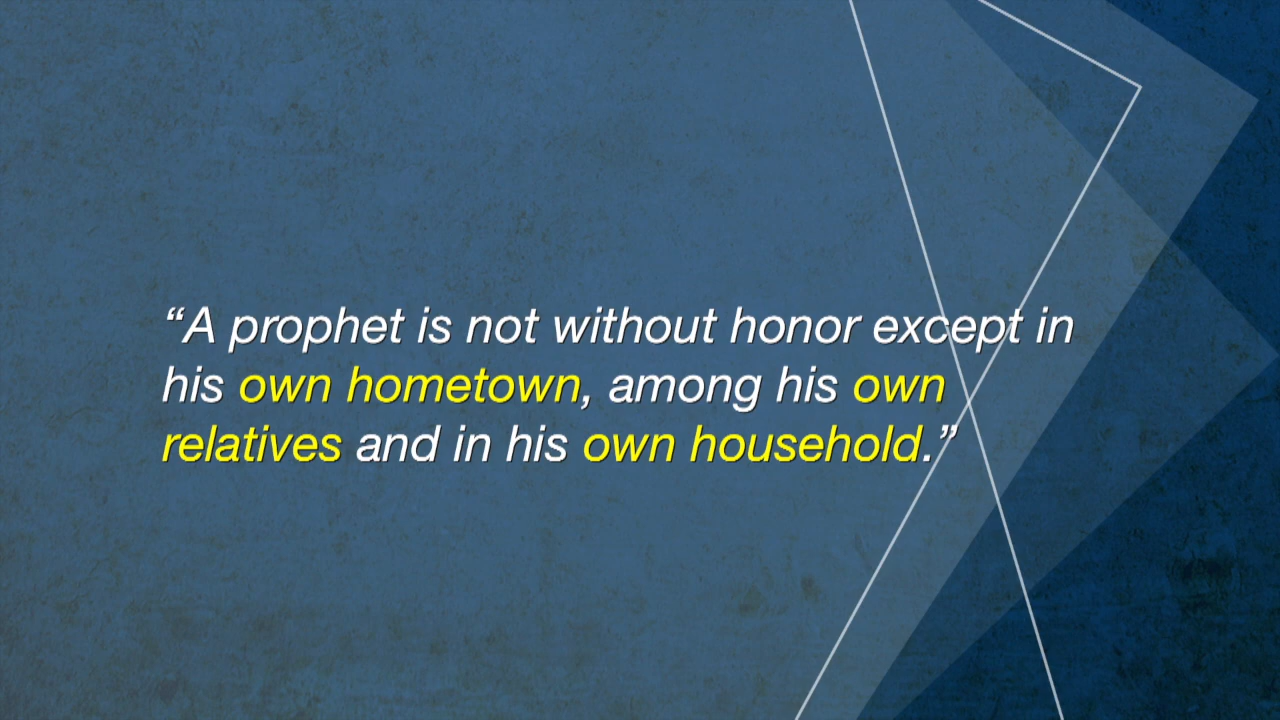 “A prophet is not without honor except in
his own hometown, among his own
relatives and in his own household.”